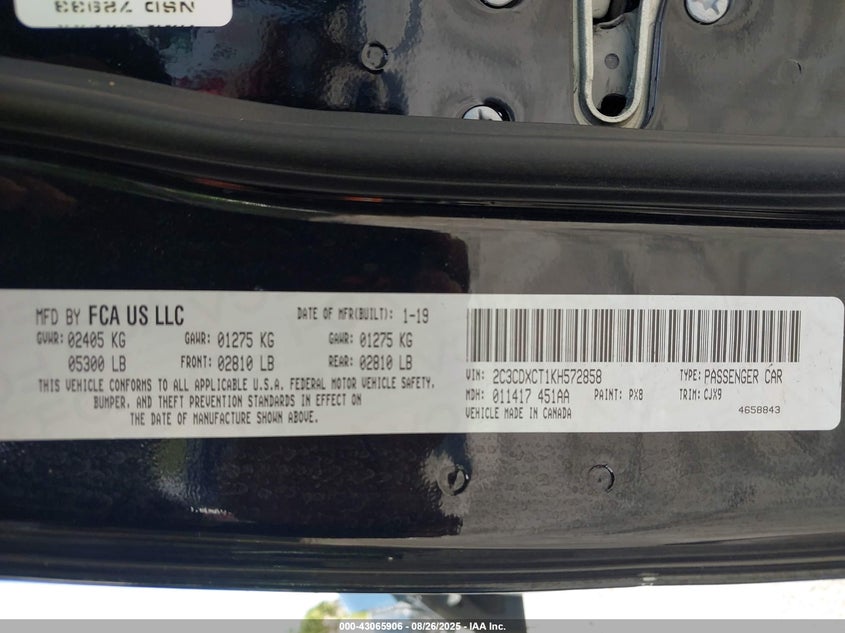 NSD 78933
MFD BY FCA US LLC DATE OF MFR(BUILT): 1-19
GVWR: 02405 KG GAWR: 01275 KG GAWR: 01275 KG
05300 LB FRONT: 02810 LB REAR: 02810 LB
THIS VEHICLE CONFORMS TO ALL APPLICABLE U.S.A. FEDERAL MOTOR VEHICLE SAFETY,
BUMPER, AND THEFT PREVENTION STANDARDS IN EFFECT ON
THE DATE OF MANUFACTURE SHOWN ABOVE.
VIN: 2C3CDXCT1KH572858 TYPE: PASSENGER CAR
MDH: 011417 451AA PAINT: PX8 TRIM: CJX9
VEHICLE MADE IN CANADA 4658843
000-43065906 - 08/26/2025 - IAA Inc.